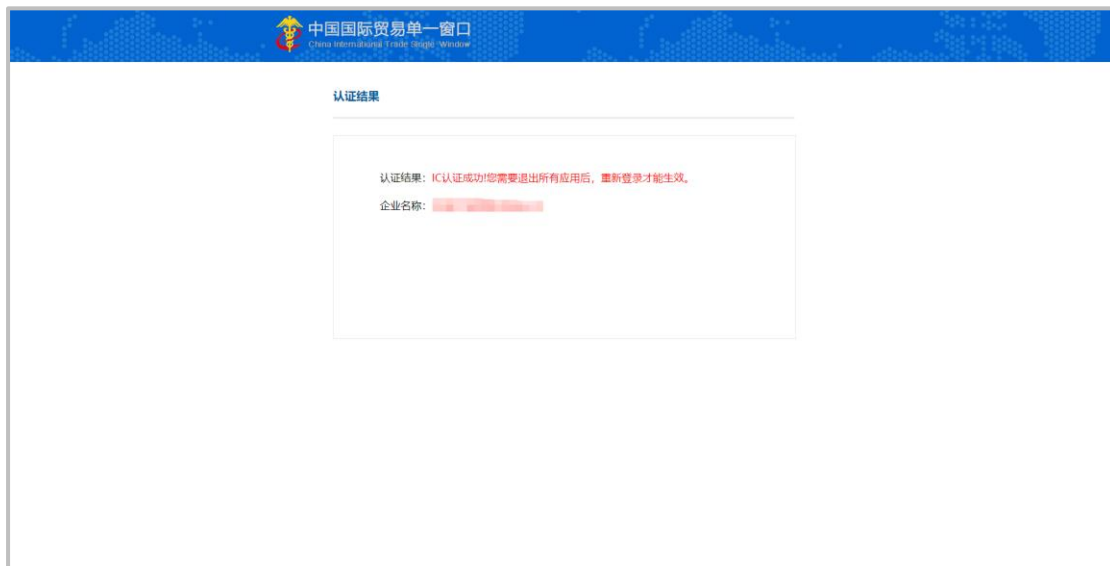 中国国际贸易单一窗口
China International Trade Single Window
认证结果
认证结果：IC认证成功!您需要退出所有应用后，重新登录才能生效。
企业名称：